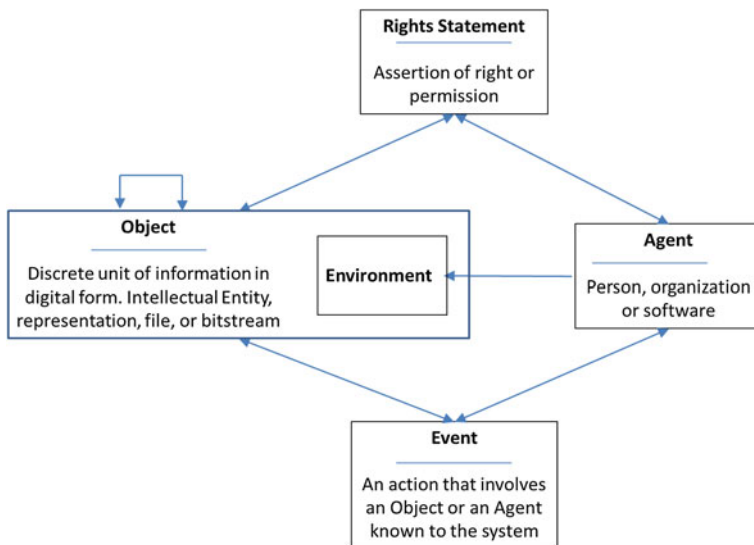 Rights Statement
Assertion of right or
permission
Object
Discrete unit of information in
digital form. Intellectual Entity,
representation, file, or bitstream
Environment
Agent
Person, organization
or software
Event
An action that involves
an Object or an Agent
known to the system